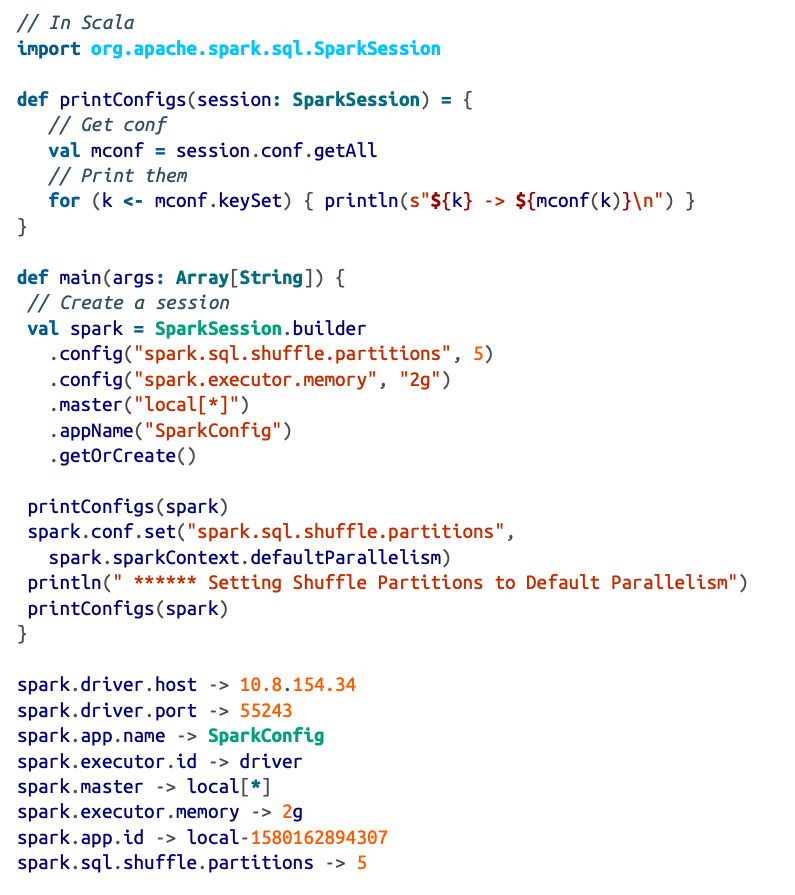 // In Scala
import org.apache.spark.sql.SparkSession

def printConfigs(session: SparkSession) = {
   // Get conf
   val mconf = session.conf.getAll
   // Print them
   for (k <- mconf.keySet) { println(s"${k} -> ${mconf(k)}\n") }
}

def main(args: Array[String]) {
 // Create a session
 val spark = SparkSession.builder
   .config("spark.sql.shuffle.partitions", 5)
   .config("spark.executor.memory", "2g")
   .master("local[*]")
   .appName("SparkConfig")
   .getOrCreate()

 printConfigs(spark)
 spark.conf.set("spark.sql.shuffle.partitions",
   spark.sparkContext.defaultParallelism)
 println(" ****** Setting Shuffle Partitions to Default Parallelism")
 printConfigs(spark)
}

spark.driver.host -> 10.8.154.34
spark.driver.port -> 55243
spark.app.name -> SparkConfig
spark.executor.id -> driver
spark.master -> local[*]
spark.executor.memory -> 2g
spark.app.id -> local-1580162894307
spark.sql.shuffle.partitions -> 5